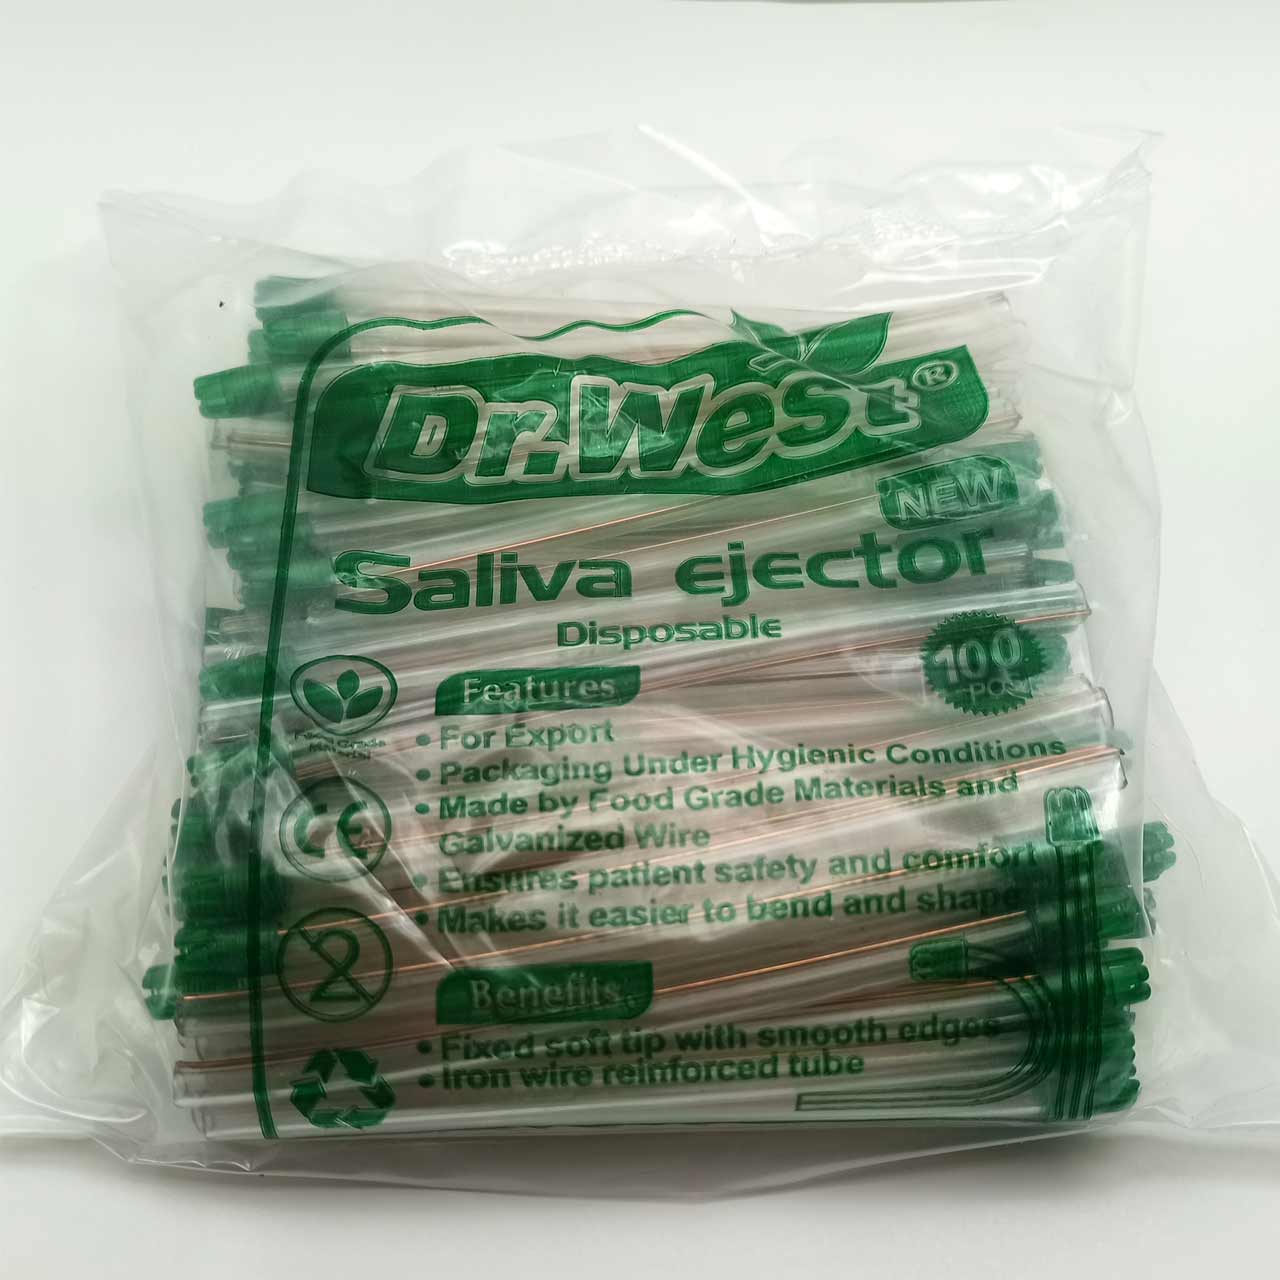 Dr.West®
NEW
Saliva ejector
Disposable
100
PCS
Features
• For Export
• Packaging Under Hygienic Conditions
• Made by Food Grade Materials and
Galvanized Wire
• Ensures patient safety and comfort
• Makes it easier to bend and shape
CE
2
Benefits
• Fixed soft tip with smooth edges
• Iron wire reinforced tube